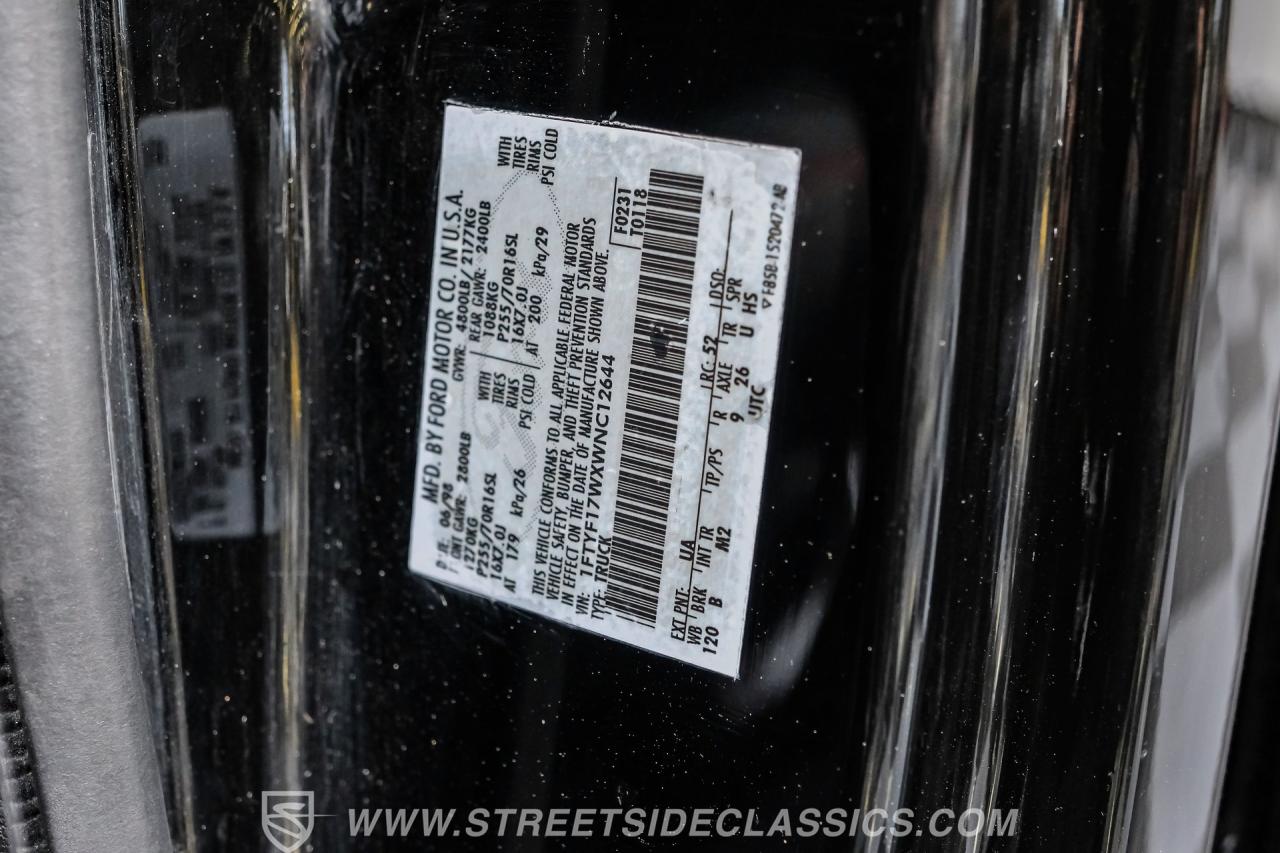 MFD. BY FORD MOTOR CO. IN U.S.A.
06/98 GVWR: 4800LB/ 2177KG
GAWR: 2800LB REAR GAWR: 2400LB
1270KG WITH 1088KG WITH
P255/70R16SL TIRES P255/70R16SL TIRES
16X7.0J RIMS 16X7.0J RIMS
AT 179 kPa/26 PSI COLD AT 200 kPa/29 PSI COLD
THIS VEHICLE CONFORMS TO ALL APPLICABLE FEDERAL MOTOR
VEHICLE SAFETY, BUMPER, AND THEFT PREVENTION STANDARDS
IN EFFECT ON THE DATE OF MANUFACTURE SHOWN ABOVE.
VIN: 1FTYF17WXWNC12644 F0231
TYPE: TRUCK T0118
EXT PNT: UA RC: 52 DSO:
WB BRK INT TR TP/PS R AXLE TR SPR
120 B M2 9 26 U HS
UTC
WWW.STREETSIDECLASSICS.COM